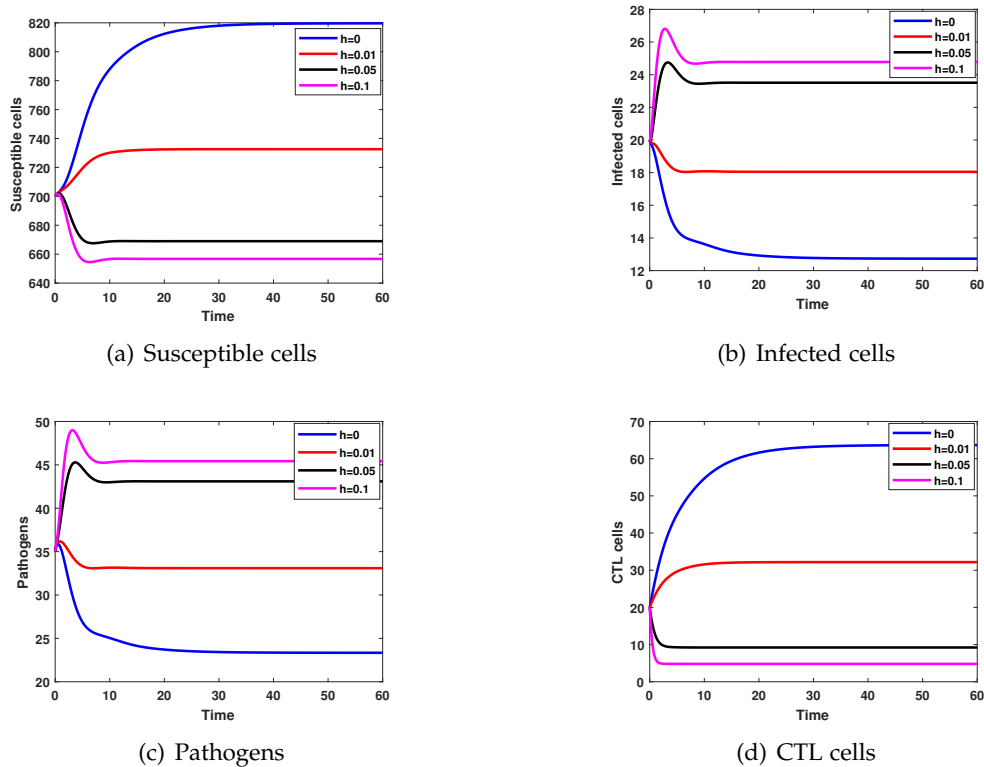 820
800
780
760
740
720
700
680
660
640
Susceptible cells
0 10 20 30 40 50 60
Time
h=0
h=0.01
h=0.05
h=0.1
(a) Susceptible cells
28
26
24
22
20
18
16
14
12
Infected cells
0 10 20 30 40 50 60
Time
h=0
h=0.01
h=0.05
h=0.1
(b) Infected cells
50
45
40
35
30
25
20
Pathogens
0 10 20 30 40 50 60
Time
h=0
h=0.01
h=0.05
h=0.1
(c) Pathogens
70
60
50
40
30
20
10
0
CTL cells
0 10 20 30 40 50 60
Time
h=0
h=0.01
h=0.05
h=0.1
(d) CTL cells